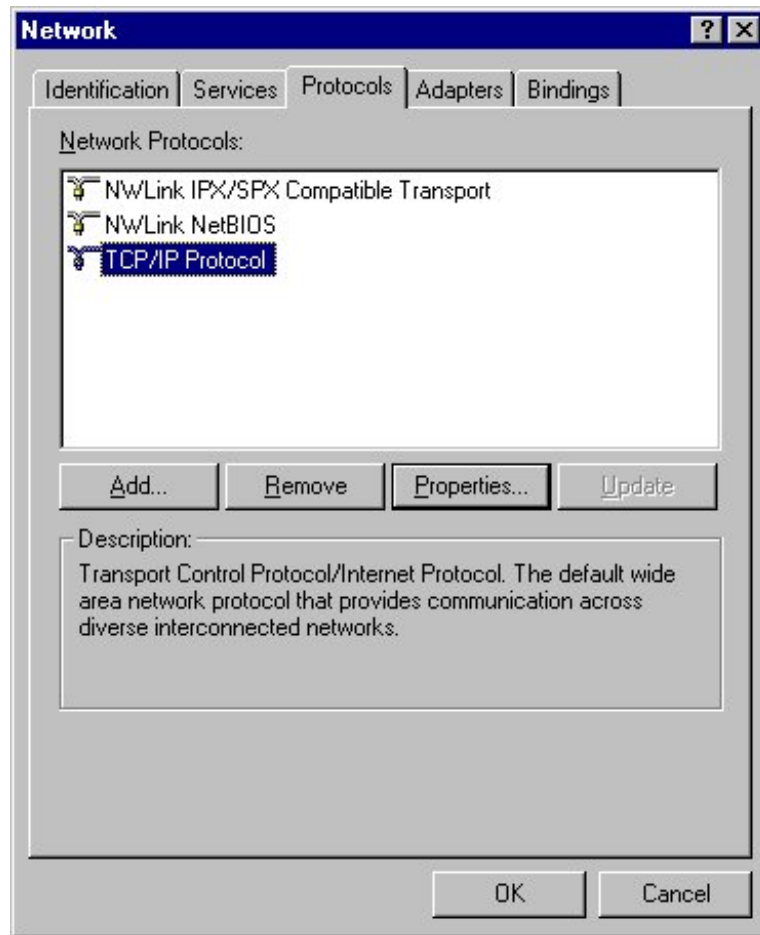 Network
Identification Services Protocols Adapters Bindings
Network Protocols:
NWLink IPX/SPX Compatible Transport
NWLink NetBIOS
TCP/IP Protocol
Add... Remove Properties... Update
Description:
Transport Control Protocol/Internet Protocol. The default wide
area network protocol that provides communication across
diverse interconnected networks.
OK Cancel